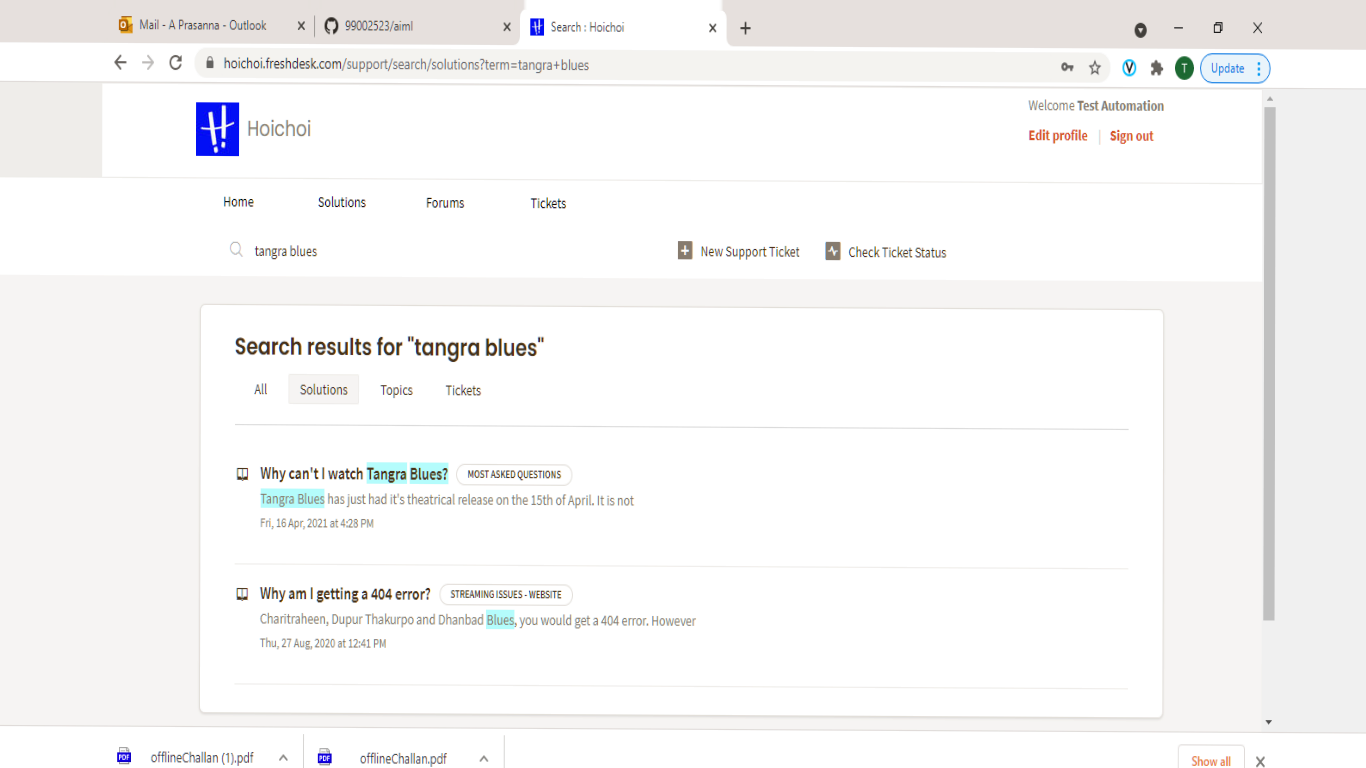 Mail - A Prasanna - Outlook
99002523/aiml
Search : Hoichoi
hoichoi.freshdesk.com/support/search/solutions?term=tangra+blues
T
Update
Hoichoi
Welcome Test Automation
Edit profile
Sign out
Home
Solutions
Forums
Tickets
tangra blues
New Support Ticket
Check Ticket Status
Search results for "tangra blues"
All
Solutions
Topics
Tickets
Why can't I watch Tangra Blues? MOST ASKED QUESTIONS
Tangra Blues has just had it's theatrical release on the 15th of April. It is not
Fri, 16 Apr, 2021 at 4:28 PM
Why am I getting a 404 error? STREAMING ISSUES - WEBSITE
Charitraheen, Dupur Thakurpo and Dhanbad Blues, you would get a 404 error. However
Thu, 27 Aug, 2020 at 12:41 PM
PDF
offlineChallan (1).pdf
PDF
offlineChallan.pdf
Show all